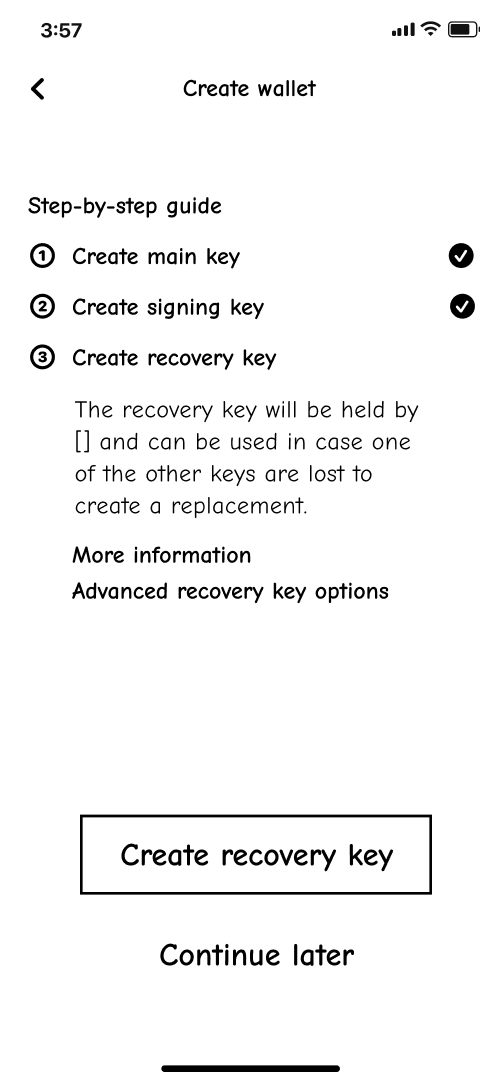 3:57
Create wallet
Step-by-step guide
1 Create main key
2 Create signing key
3 Create recovery key
The recovery key will be held by
[] and can be used in case one
of the other keys are lost to
create a replacement.
More information
Advanced recovery key options
Create recovery key
Continue later